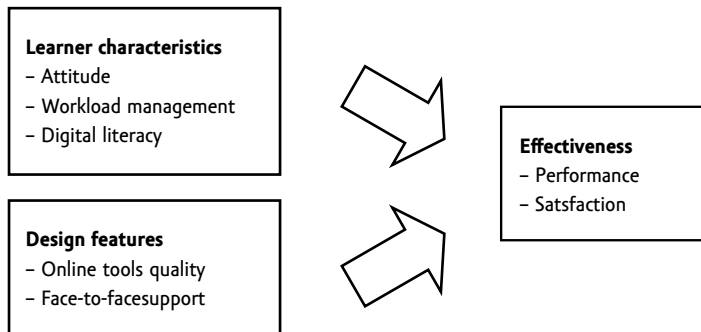 Learner characteristics
– Attitude
– Workload management
– Digital literacy
Design features
– Online tools quality
– Face-to-facesupport
Effectiveness
– Performance
– Satsfaction